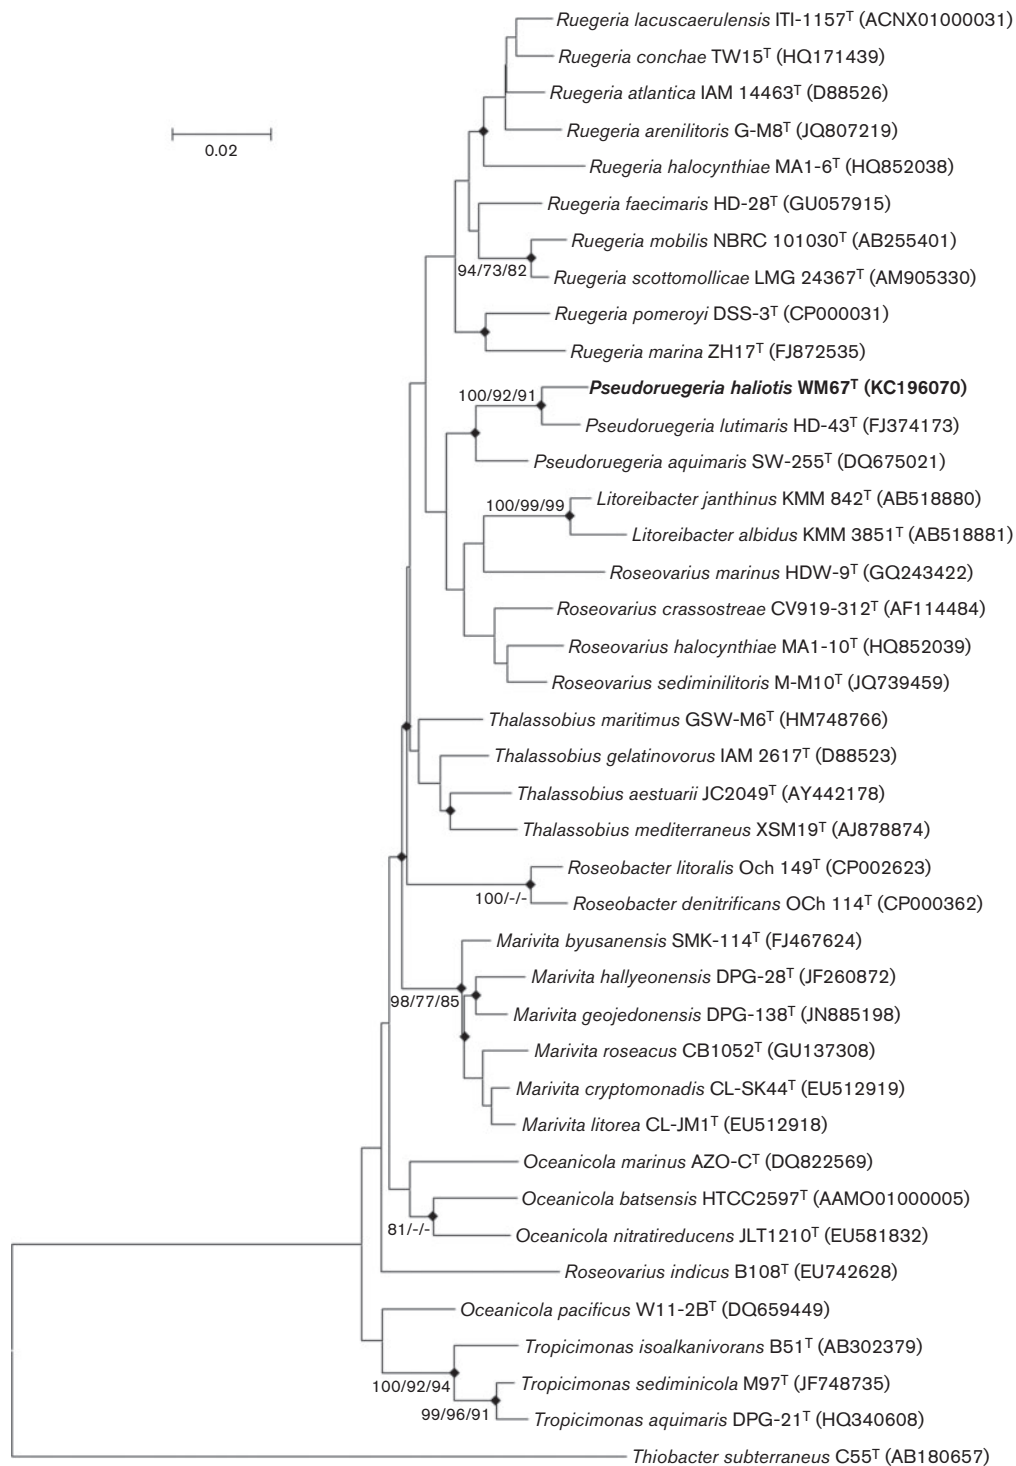 Ruegeria lacuscaerulensis ITI-1157ᵀ (ACNX01000031)
Ruegeria conchae TW15ᵀ (HQ171439)
Ruegeria atlantica IAM 14463ᵀ (D88526)
Ruegeria arenilitoris G-M8ᵀ (JQ807219)
0.02
Ruegeria halocynthiae MA1-6ᵀ (HQ852038)
Ruegeria faecimaris HD-28ᵀ (GU057915)
Ruegeria mobilis NBRC 101030ᵀ (AB255401)
94/73/82
Ruegeria scottomollicae LMG 24367ᵀ (AM905330)
Ruegeria pomeroyi DSS-3ᵀ (CP000031)
Ruegeria marina ZH17ᵀ (FJ872535)
Pseudoruegeria haliotis WM67ᵀ (KC196070)
100/92/91
Pseudoruegeria lutimaris HD-43ᵀ (FJ374173)
Pseudoruegeria aquimaris SW-255ᵀ (DQ675021)
Litoreibacter janthinus KMM 842ᵀ (AB518880)
100/99/99
Litoreibacter albidus KMM 3851ᵀ (AB518881)
Roseovarius marinus HDW-9ᵀ (GQ243422)
Roseovarius crassostreae CV919-312ᵀ (AF114484)
Roseovarius halocynthiae MA1-10ᵀ (HQ852039)
Roseovarius sediminilitoris M-M10ᵀ (JQ739459)
Thalassobius maritimus GSW-M6ᵀ (HM748766)
Thalassobius gelatinovorus IAM 2617ᵀ (D88523)
Thalassobius aestuarii JC2049ᵀ (AY442178)
Thalassobius mediterraneus XSM19ᵀ (AJ878874)
Roseobacter litoralis Och 149ᵀ (CP002623)
100/-/-
Roseobacter denitrificans OCh 114ᵀ (CP000362)
Marivita byusanensis SMK-114ᵀ (FJ467624)
Marivita hallyeonensis DPG-28ᵀ (JF260872)
98/77/85
Marivita geojedonensis DPG-138ᵀ (JN885198)
Marivita roseacus CB1052ᵀ (GU137308)
Marivita cryptomonadis CL-SK44ᵀ (EU512919)
Marivita litorea CL-JM1ᵀ (EU512918)
Oceanicola marinus AZO-Cᵀ (DQ822569)
Oceanicola batsensis HTCC2597ᵀ (AAMO01000005)
81/-/-
Oceanicola nitratireducens JLT1210ᵀ (EU581832)
Roseovarius indicus B108ᵀ (EU742628)
Oceanicola pacificus W11-2Bᵀ (DQ659449)
Tropicimonas isoalkanivorans B51ᵀ (AB302379)
100/92/94
Tropicimonas sediminicola M97ᵀ (JF748735)
99/96/91
Tropicimonas aquimaris DPG-21ᵀ (HQ340608)
Thiobacter subterraneus C55ᵀ (AB180657)